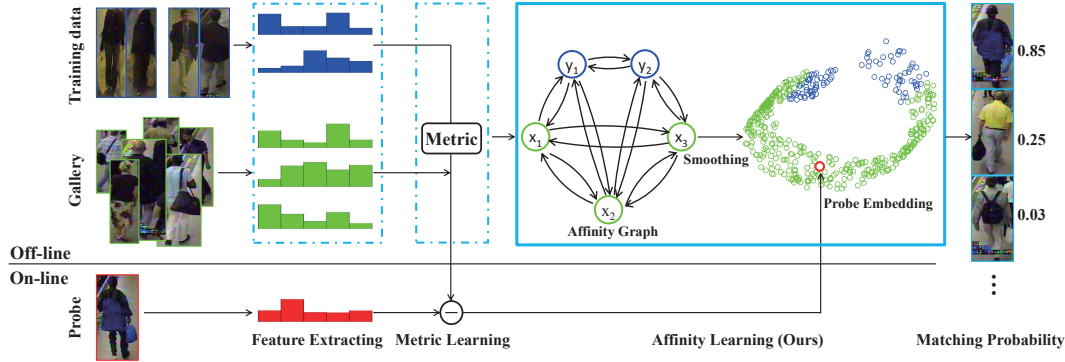 Training data
Gallery
Off-line
On-line
Probe
Metric
y1
y2
x1
x3
x2
Smoothing
Affinity Graph
Probe Embedding
0.85
0.25
0.03
Feature Extracting
Metric Learning
Affinity Learning (Ours)
Matching Probability